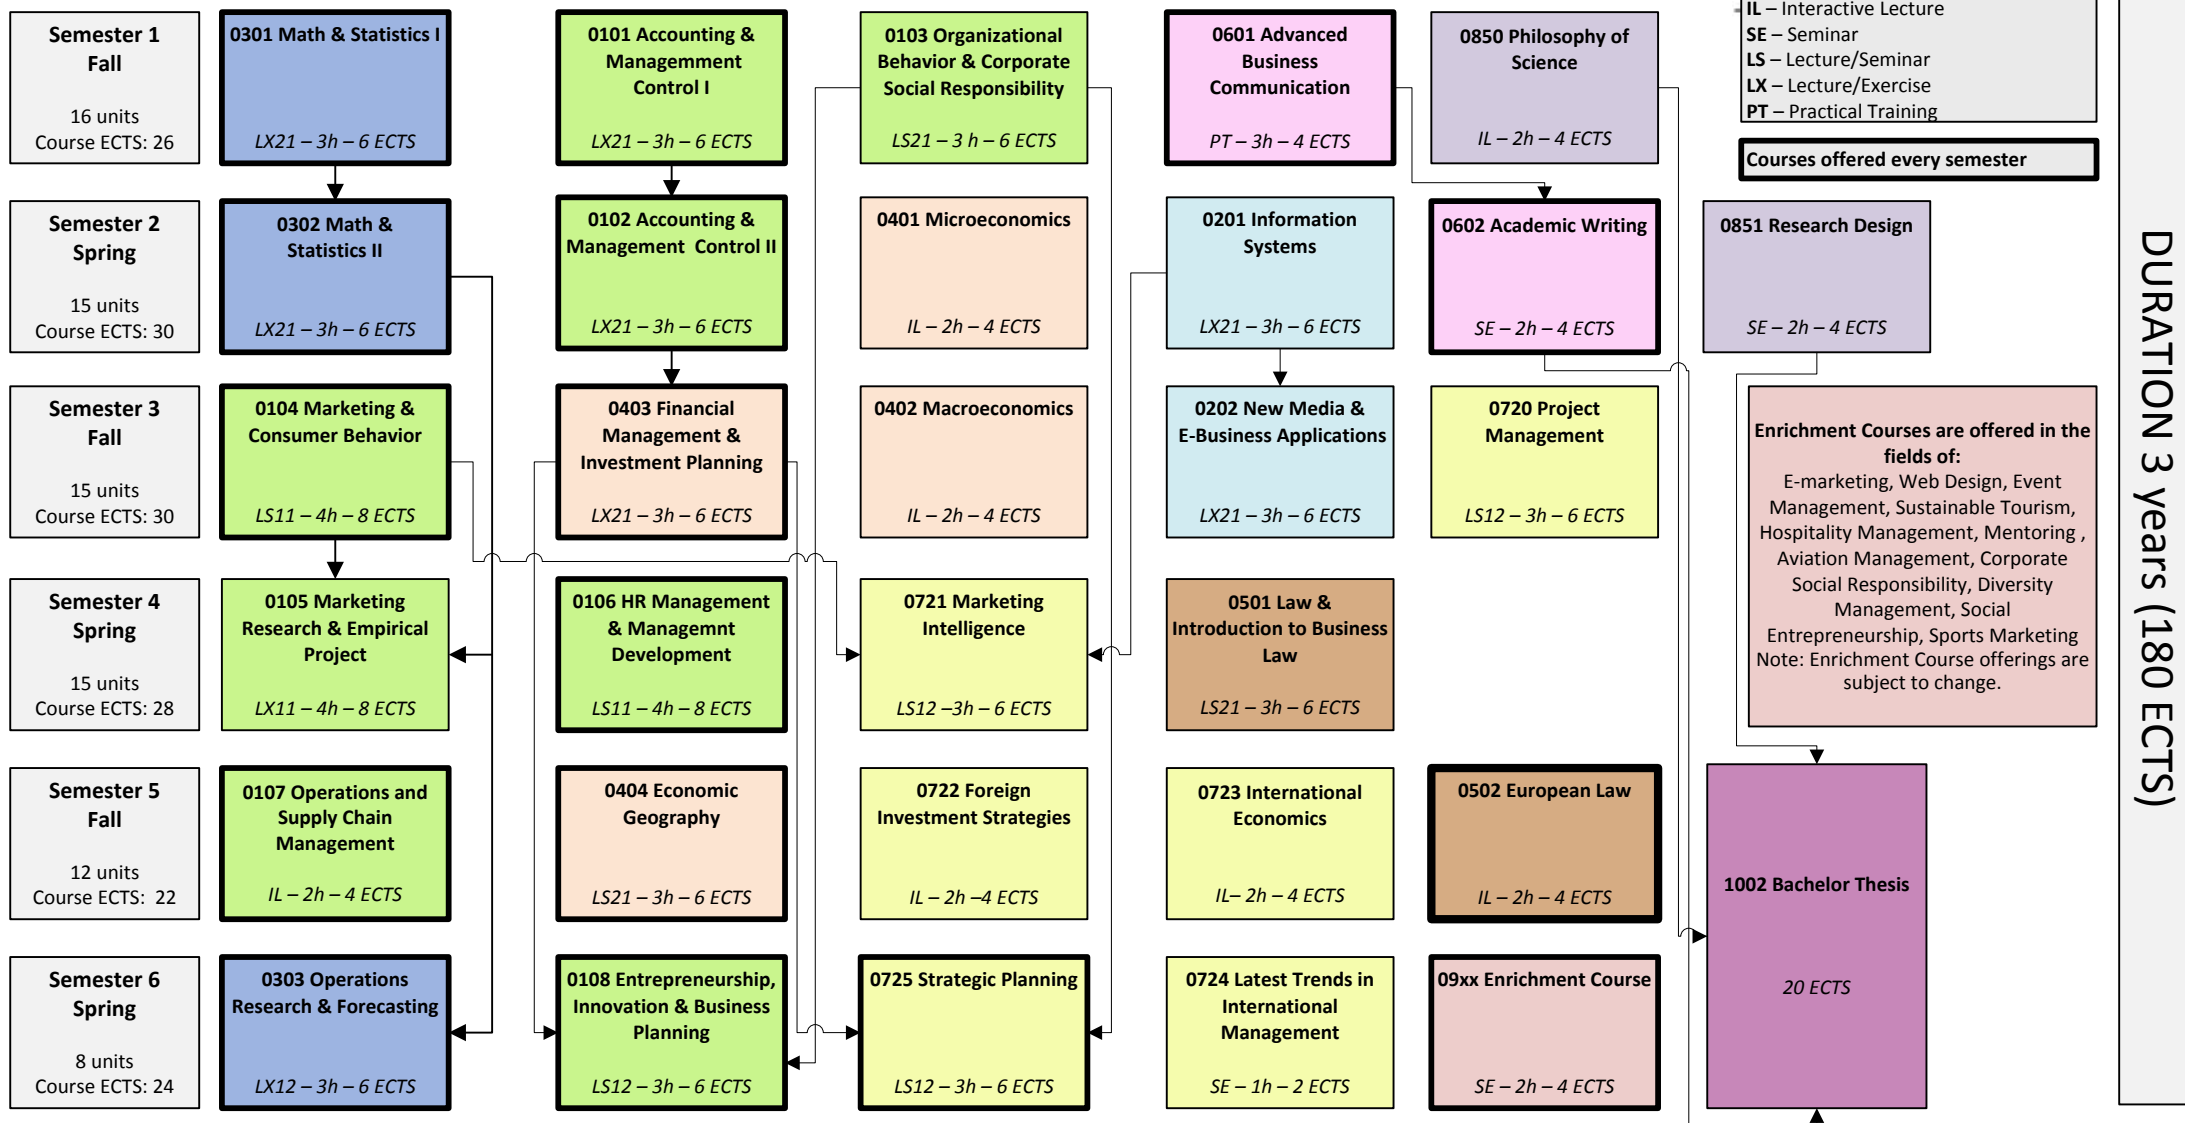 IL – Interactive Lecture
SE – Seminar
LS – Lecture/Seminar
LX – Lecture/Exercise
PT – Practical Training
Courses offered every semester
Semester 1
Fall
16 units
Course ECTS: 26
0301 Math & Statistics I
LX21 – 3h – 6 ECTS
0101 Accounting &
Managemment
Control I
LX21 – 3h – 6 ECTS
0103 Organizational
Behavior & Corporate
Social Responsibility
LS21 – 3 h – 6 ECTS
0601 Advanced
Business
Communication
PT – 3h – 4 ECTS
0850 Philosophy of
Science
IL – 2h – 4 ECTS
Semester 2
Spring
15 units
Course ECTS: 30
0302 Math &
Statistics II
LX21 – 3h – 6 ECTS
0102 Accounting &
Management Control II
LX21 – 3h – 6 ECTS
0401 Microeconomics
IL – 2h – 4 ECTS
0201 Information
Systems
LX21 – 3h – 6 ECTS
0602 Academic Writing
SE – 2h – 4 ECTS
0851 Research Design
SE – 2h – 4 ECTS
Semester 3
Fall
15 units
Course ECTS: 30
0104 Marketing &
Consumer Behavior
LS11 – 4h – 8 ECTS
0403 Financial
Management &
Investment Planning
LX21 – 3h – 6 ECTS
0402 Macroeconomics
IL – 2h – 4 ECTS
0202 New Media &
E-Business Applications
LX21 – 3h – 6 ECTS
0720 Project
Management
LS12 – 3h – 6 ECTS
Enrichment Courses are offered in the
fields of:
E-marketing, Web Design, Event
Management, Sustainable Tourism,
Hospitality Management, Mentoring ,
Aviation Management, Corporate
Social Responsibility, Diversity
Management, Social
Entrepreneurship, Sports Marketing
Note: Enrichment Course offerings are
subject to change.
Semester 4
Spring
15 units
Course ECTS: 28
0105 Marketing
Research & Empirical
Project
LX11 – 4h – 8 ECTS
0106 HR Management
& Managemnt
Development
LS11 – 4h – 8 ECTS
0721 Marketing
Intelligence
LS12 –3h – 6 ECTS
0501 Law &
Introduction to Business
Law
LS21 – 3h – 6 ECTS
Semester 5
Fall
12 units
Course ECTS: 22
0107 Operations and
Supply Chain
Management
IL – 2h – 4 ECTS
0404 Economic
Geography
LS21 – 3h – 6 ECTS
0722 Foreign
Investment Strategies
IL – 2h –4 ECTS
0723 International
Economics
IL– 2h – 4 ECTS
0502 European Law
IL – 2h – 4 ECTS
1002 Bachelor Thesis
20 ECTS
Semester 6
Spring
8 units
Course ECTS: 24
0303 Operations
Research & Forecasting
LX12 – 3h – 6 ECTS
0108 Entrepreneurship,
Innovation & Business
Planning
LS12 – 3h – 6 ECTS
0725 Strategic Planning
LS12 – 3h – 6 ECTS
0724 Latest Trends in
International
Management
SE – 1h – 2 ECTS
09xx Enrichment Course
SE – 2h – 4 ECTS
DURATION 3 years (180 ECTS)